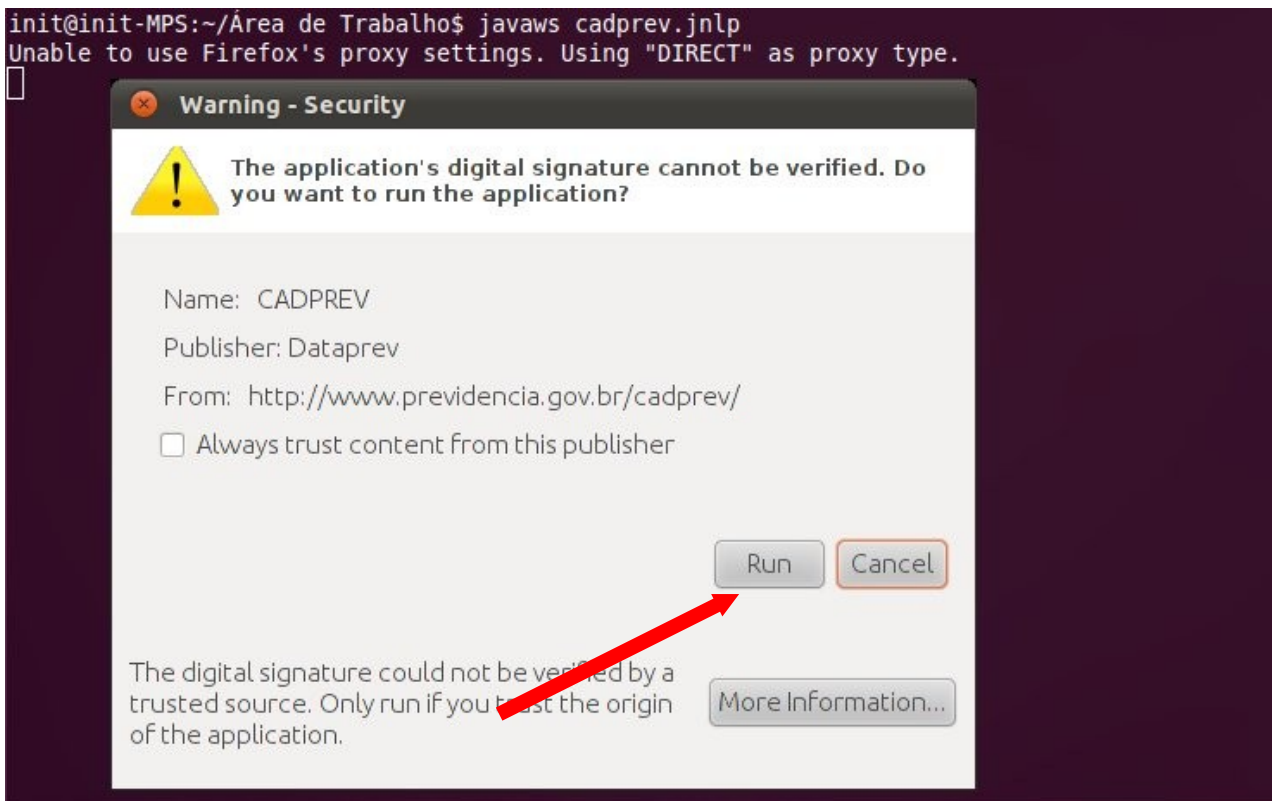 init@init-MPS:~/Área de Trabalho$ javaws cadprev.jnlp
Unable to use Firefox's proxy settings. Using "DIRECT" as proxy type.
Warning - Security
The application's digital signature cannot be verified. Do
you want to run the application?
Name: CADPREV
Publisher: Dataprev
From: http://www.previdencia.gov.br/cadprev/
Always trust content from this publisher
Run
Cancel
The digital signature could not be verified by a
trusted source. Only run if you trust the origin
of the application.
More Information...